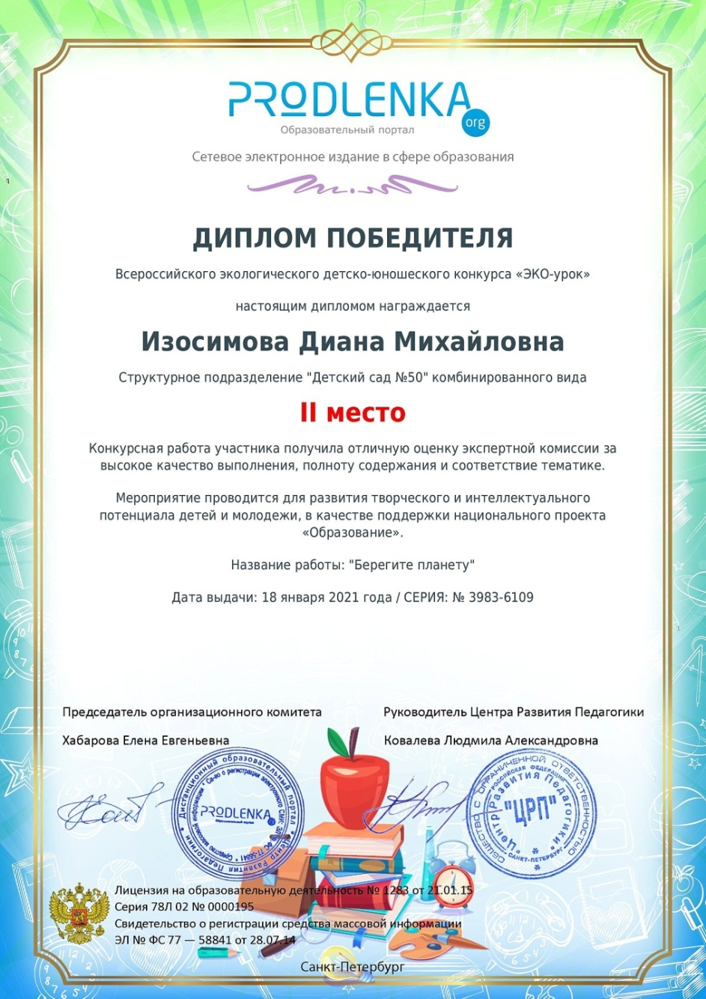 PRODLENKA
org
Образовательный портал
Сетевое электронное издание в сфере образования
ДИПЛОМ ПОБЕДИТЕЛЯ
Всероссийского экологического детско-юношеского конкурса «ЭКО-урок»
настоящим дипломом награждается
Изосимова Диана Михайловна
Структурное подразделение "Детский сад №50" комбинированного вида
II место
Конкурсная работа участника получила отличную оценку экспертной комиссии за
высокое качество выполнения, полноту содержания и соответствие тематике.
Мероприятие проводится для развития творческого и интеллектуального
потенциала детей и молодежи, в качестве поддержки национального проекта
«Образование».
Название работы: "Берегите планету"
Дата выдачи: 18 января 2021 года / СЕРИЯ: № 3983-6109
Председатель организационного комитета
Хабарова Елена Евгеньевна
Руководитель Центра Развития Педагогики
Ковалева Людмила Александровна
Дистанционный образовательный портал
Центр Развития Педагогики
PRODLENKA
ОБЩЕСТВО С ОГРАНИЧЕННОЙ ОТВЕТСТВЕННОСТЬЮ
РОССИЙСКАЯ ФЕДЕРАЦИЯ
Центр Развития Педагогики
"ЦРП"
САНКТ-ПЕТЕРБУРГ
Лицензия на образовательную деятельность № 1283 от 21.01.15
Серия 78Л 02 № 0000195
Свидетельство о регистрации средства массовой информации
ЭЛ № ФС 77 — 58841 от 28.07.14
Санкт-Петербург